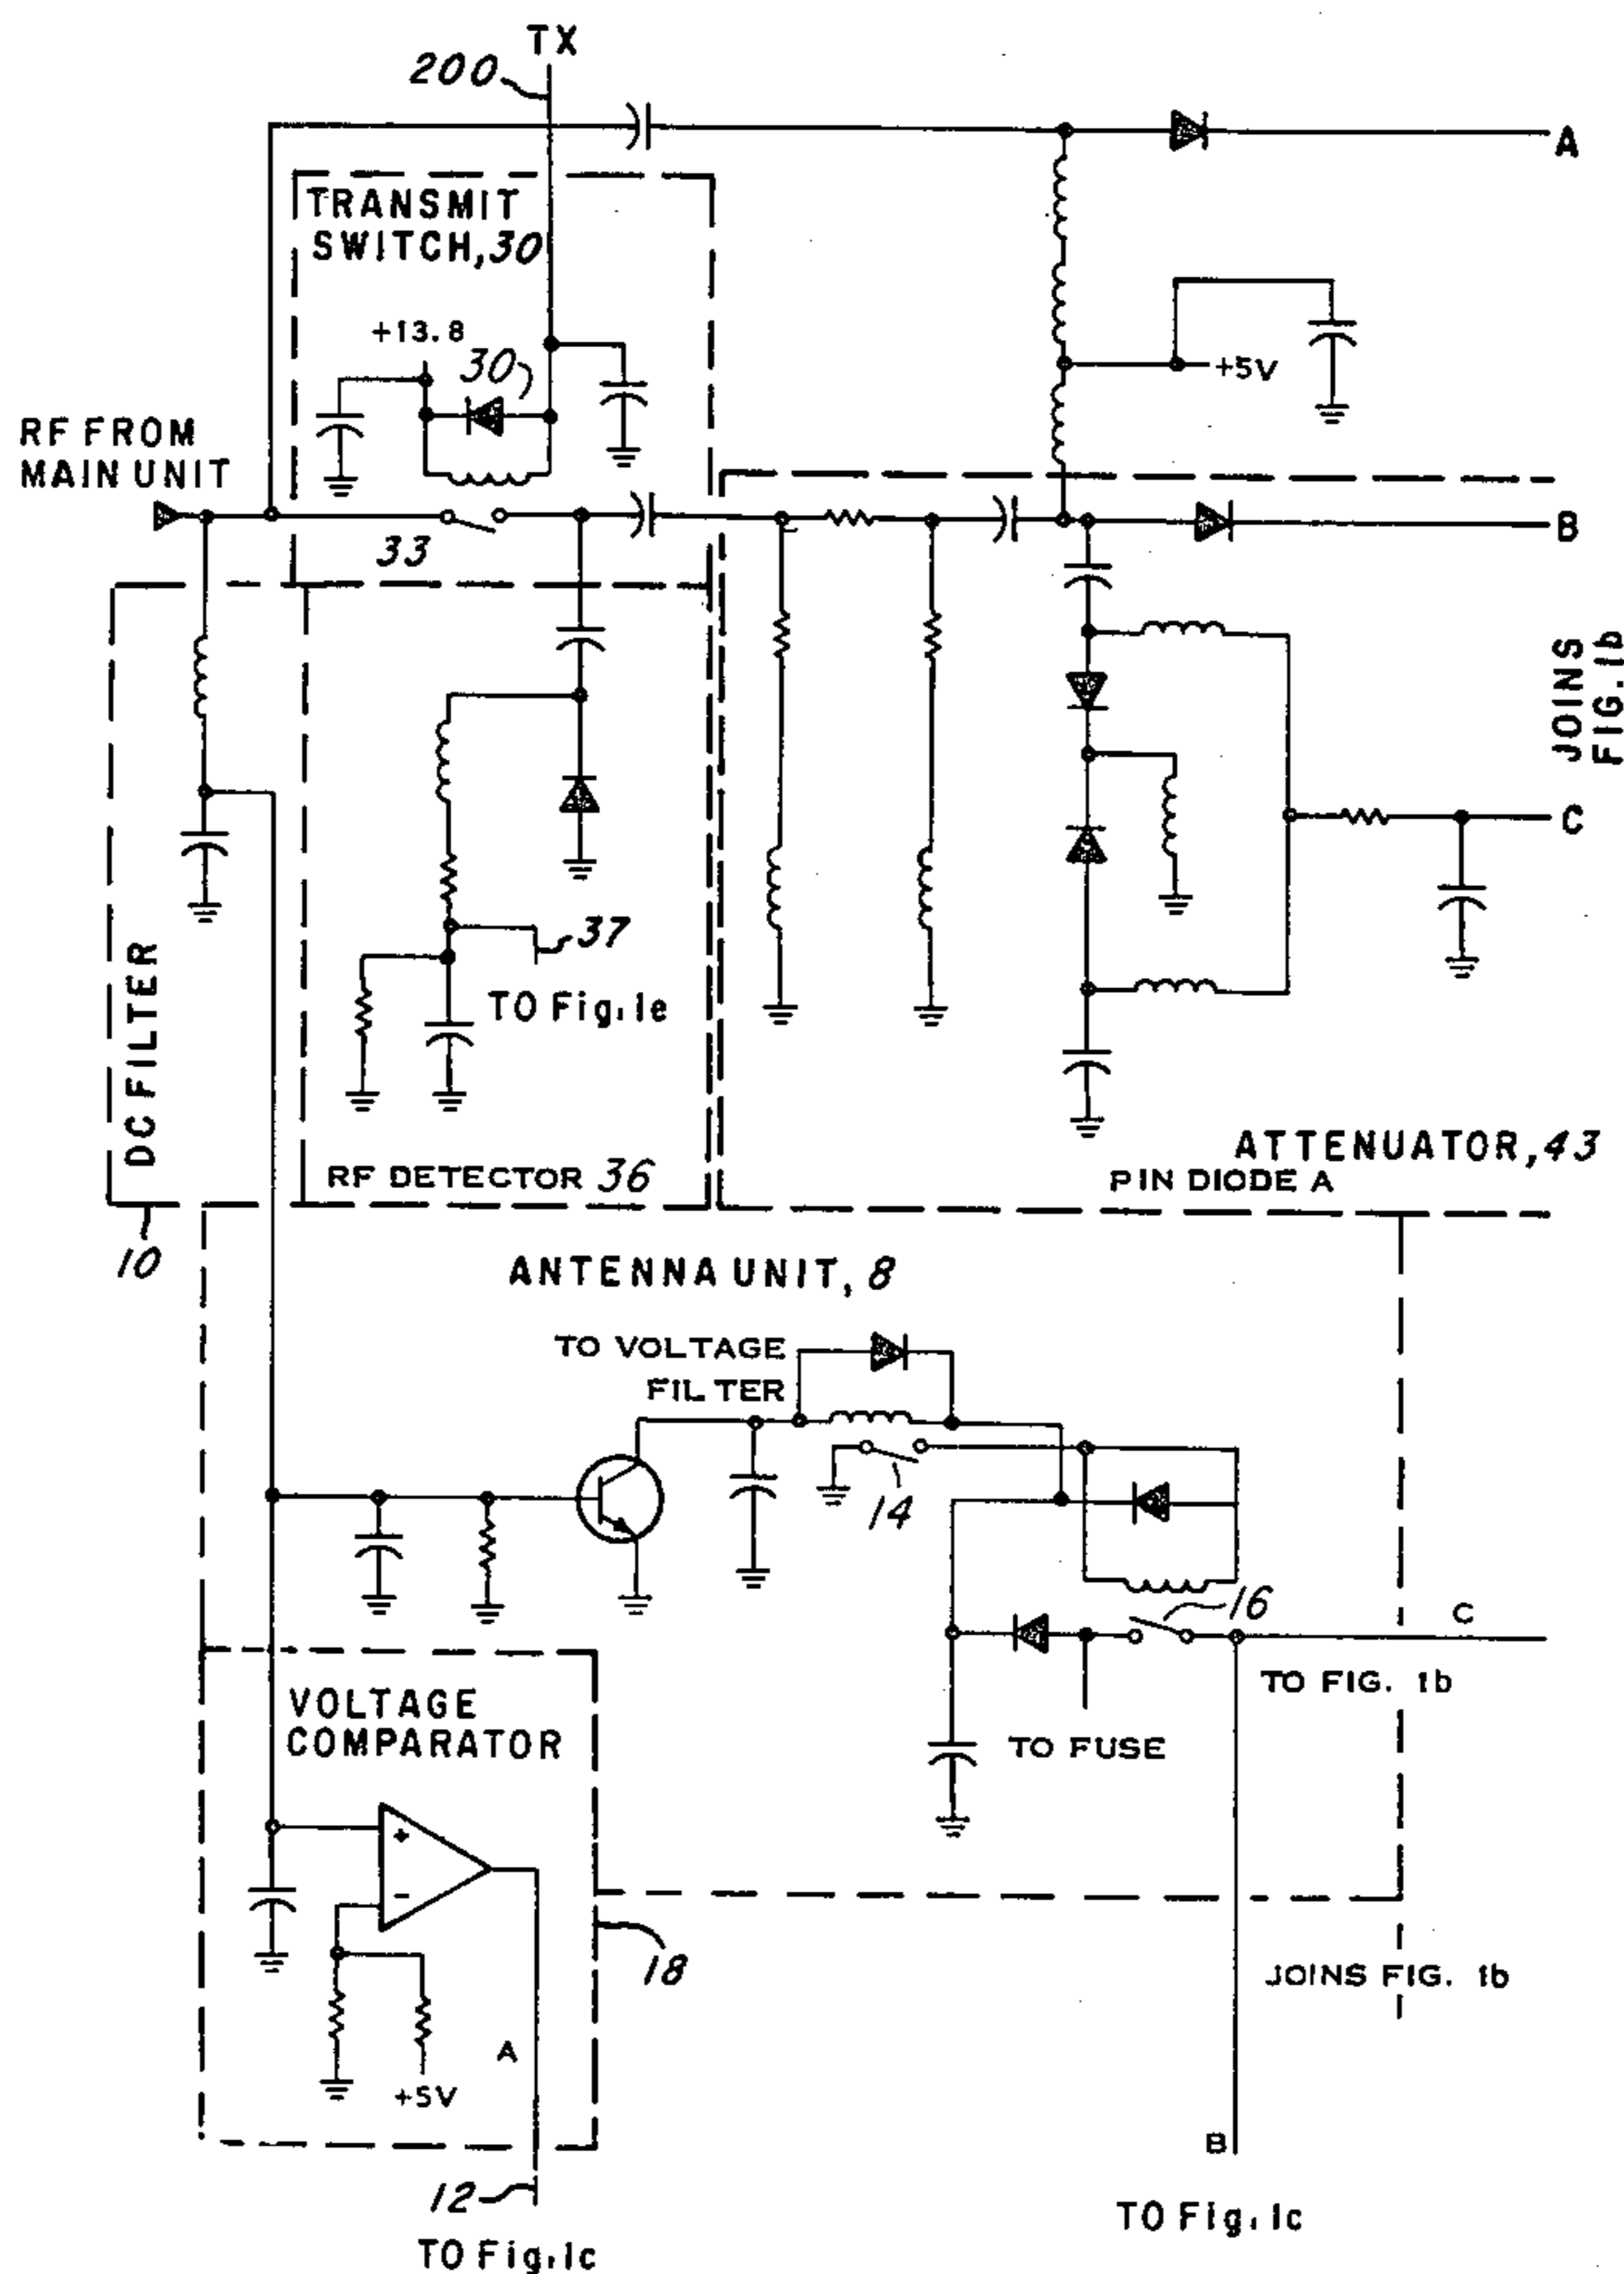 TX
200
A
TRANSMIT
SWITCH,30
+13.8
30
+5V
RF FROM
MAIN UNIT
33
B
JOINS
FIG.1b
C
37
TO Fig.1e
DC FILTER
RF DETECTOR 36
ATTENUATOR,43
PIN DIODE A
10
ANTENNA UNIT, 8
TO VOLTAGE
FILTER
14
16
C
TO FIG. 1b
VOLTAGE
COMPARATOR
TO FUSE
+
-
18
JOINS FIG. 1b
A
+5V
B
12
TO Fig.1c
TO Fig.1c